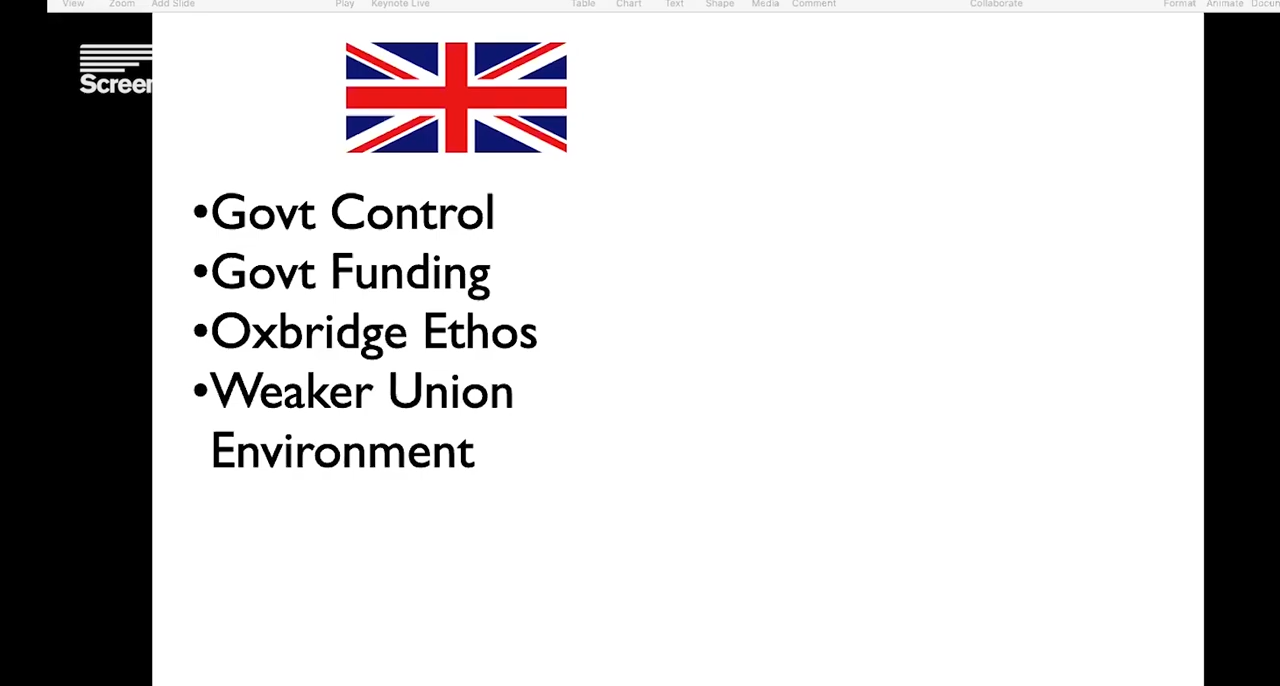 View Zoom Add Slide Play Keynote Live Table Chart Text Shape Media Comment Collaborate Format Animate Docum
Screen
•Govt Control
•Govt Funding
•Oxbridge Ethos
•Weaker Union
Environment